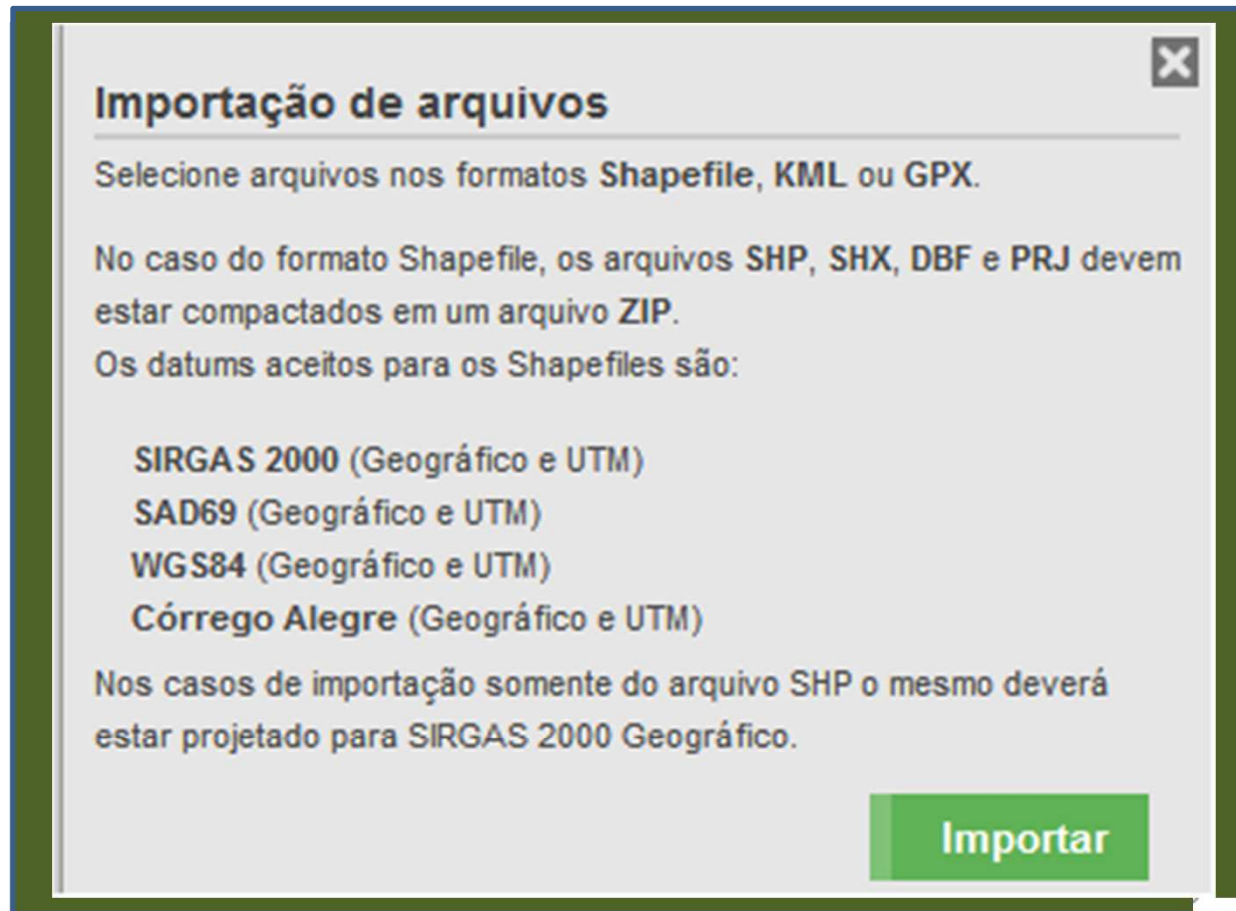 Importação de arquivos
Selecione arquivos nos formatos Shapefile, KML ou GPX.
No caso do formato Shapefile, os arquivos SHP, SHX, DBF e PRJ devem
estar compactados em um arquivo ZIP.
Os datums aceitos para os Shapefiles são:
SIRGAS 2000 (Geográfico e UTM)
SAD69 (Geográfico e UTM)
WGS84 (Geográfico e UTM)
Córrego Alegre (Geográfico e UTM)
Nos casos de importação somente do arquivo SHP o mesmo deverá
estar projetado para SIRGAS 2000 Geográfico.
Importar